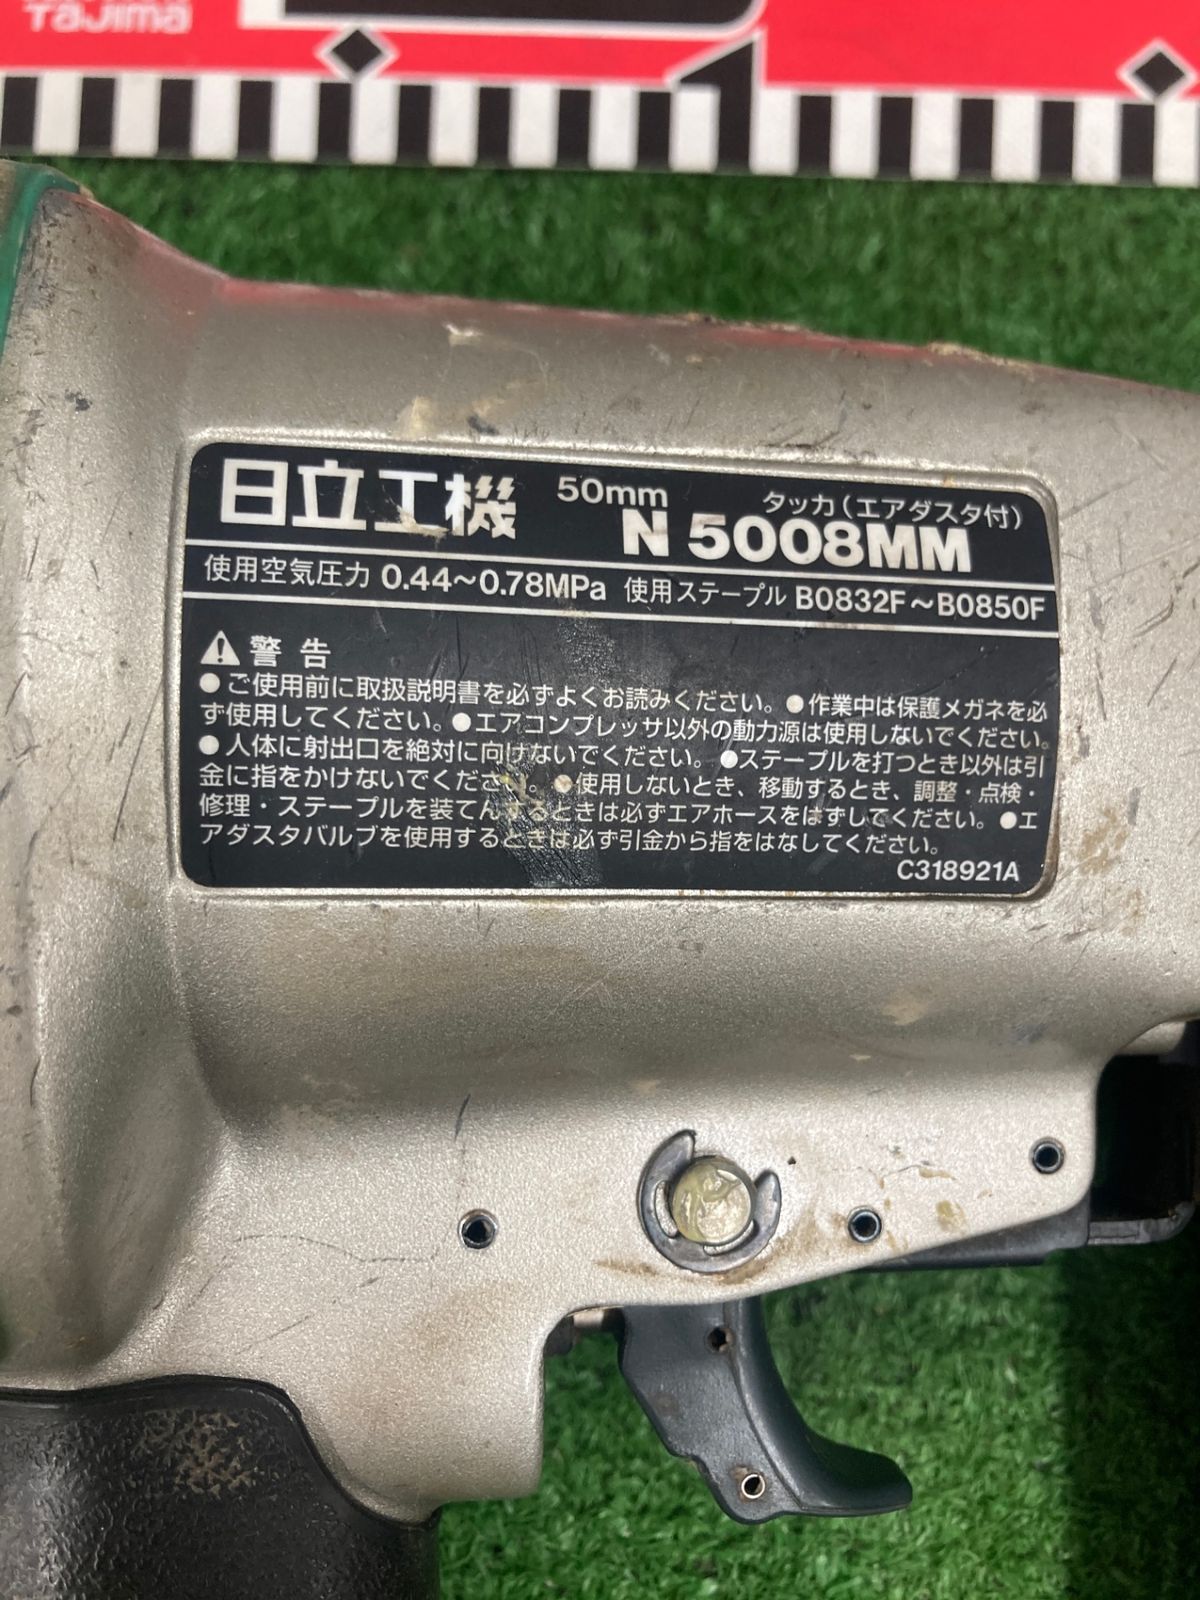 Tajima
日立工機 50mm タッカ(エアダスタ付)
N 5008MM
使用空気圧力 0.44～0.78MPa 使用ステープル B0832F～B0850F
警告
●ご使用前に取扱説明書を必ずよくお読みください。●作業中は保護メガネを必
ず使用してください。●エアコンプレッサ以外の動力源は使用しないでください。
●人体に射出口を絶対に向けないでください。●ステープルを打つとき以外は引
金に指をかけないでください。●使用しないとき、移動するとき、調整・点検・
修理・ステープルを装てんするときは必ずエアホースをはずしてください。●エ
アダスタバルブを使用するときは必ず引金から指をはなしてください。
C318921A